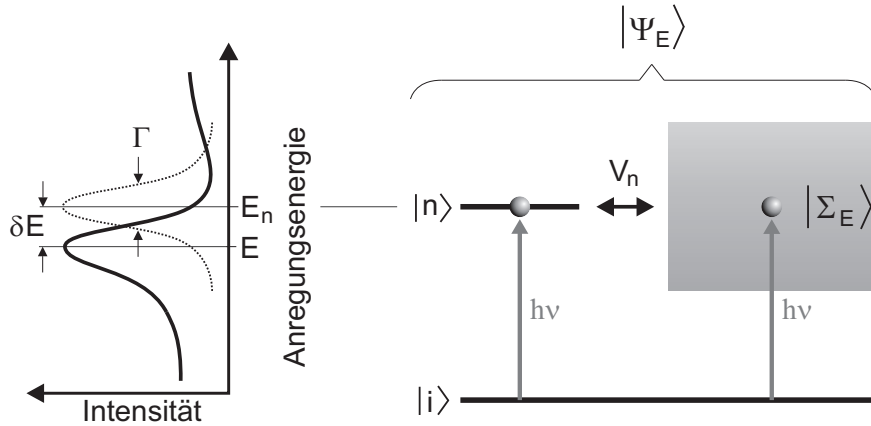 |Ψ_E⟩
Γ
δE
E_n
E
Anregungsenergie
Intensität
|n⟩
V_n
|Σ_E⟩
hν
hν
|i⟩